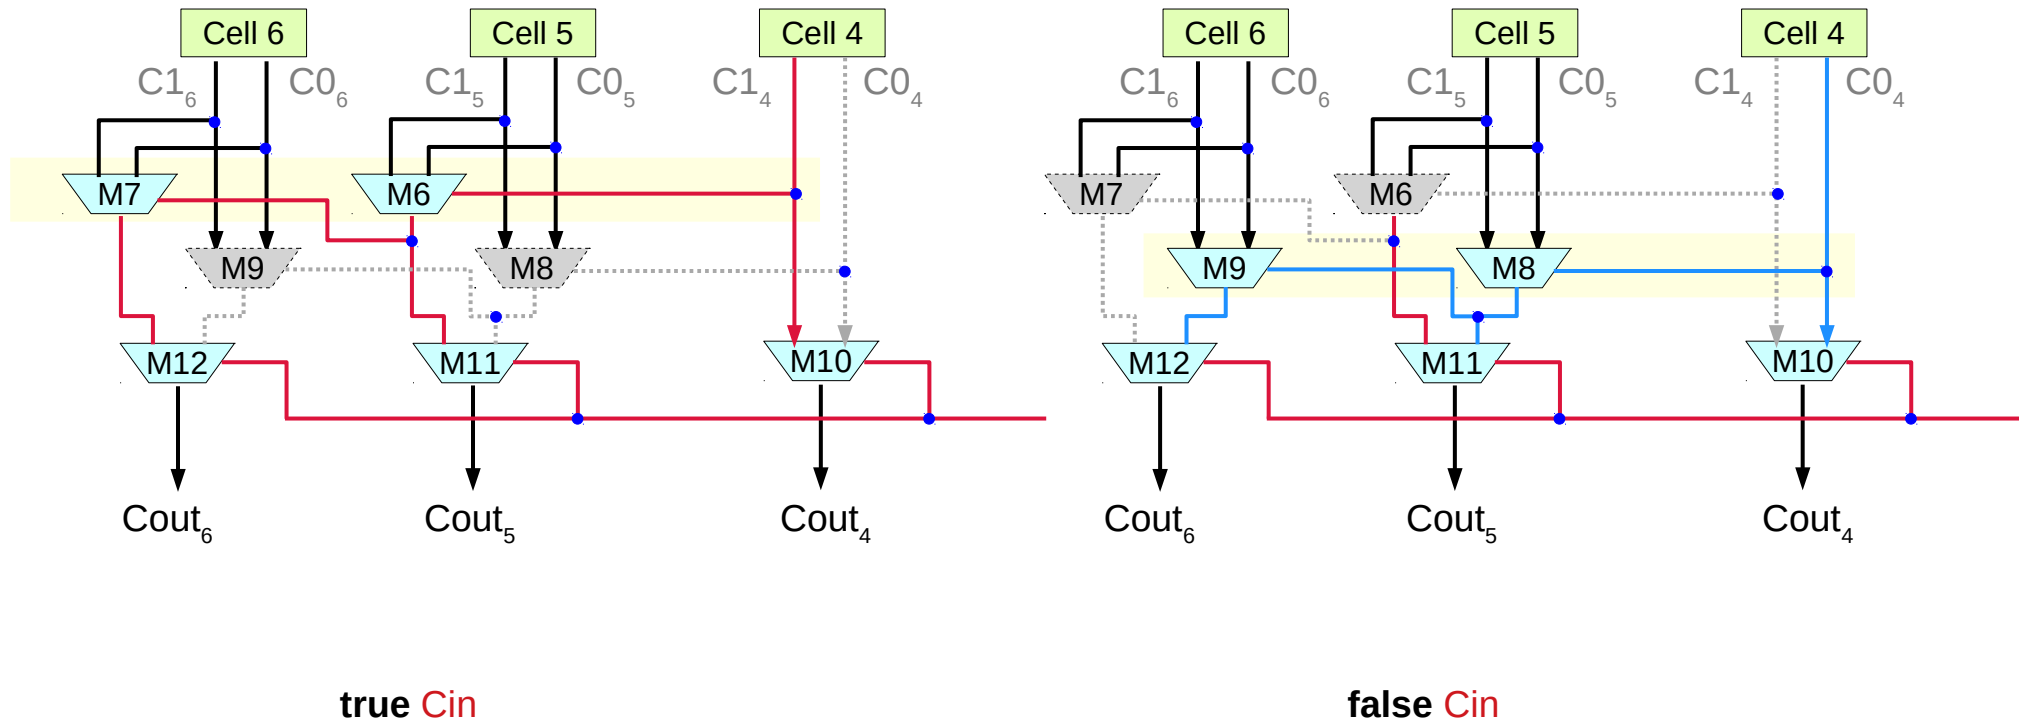 Cell 6 Cell 5 Cell 4 Cell 6 Cell 5 Cell 4
C1₆ C0₆ C1₅ C0₅ C1₄ C0₄ C1₆ C0₆ C1₅ C0₅ C1₄ C0₄
M7 M6 M7 M6
M9 M8 M9 M8
M12 M11 M10 M12 M11 M10
Cout₆ Cout₅ Cout₄ Cout₆ Cout₅ Cout₄
true Cin false Cin